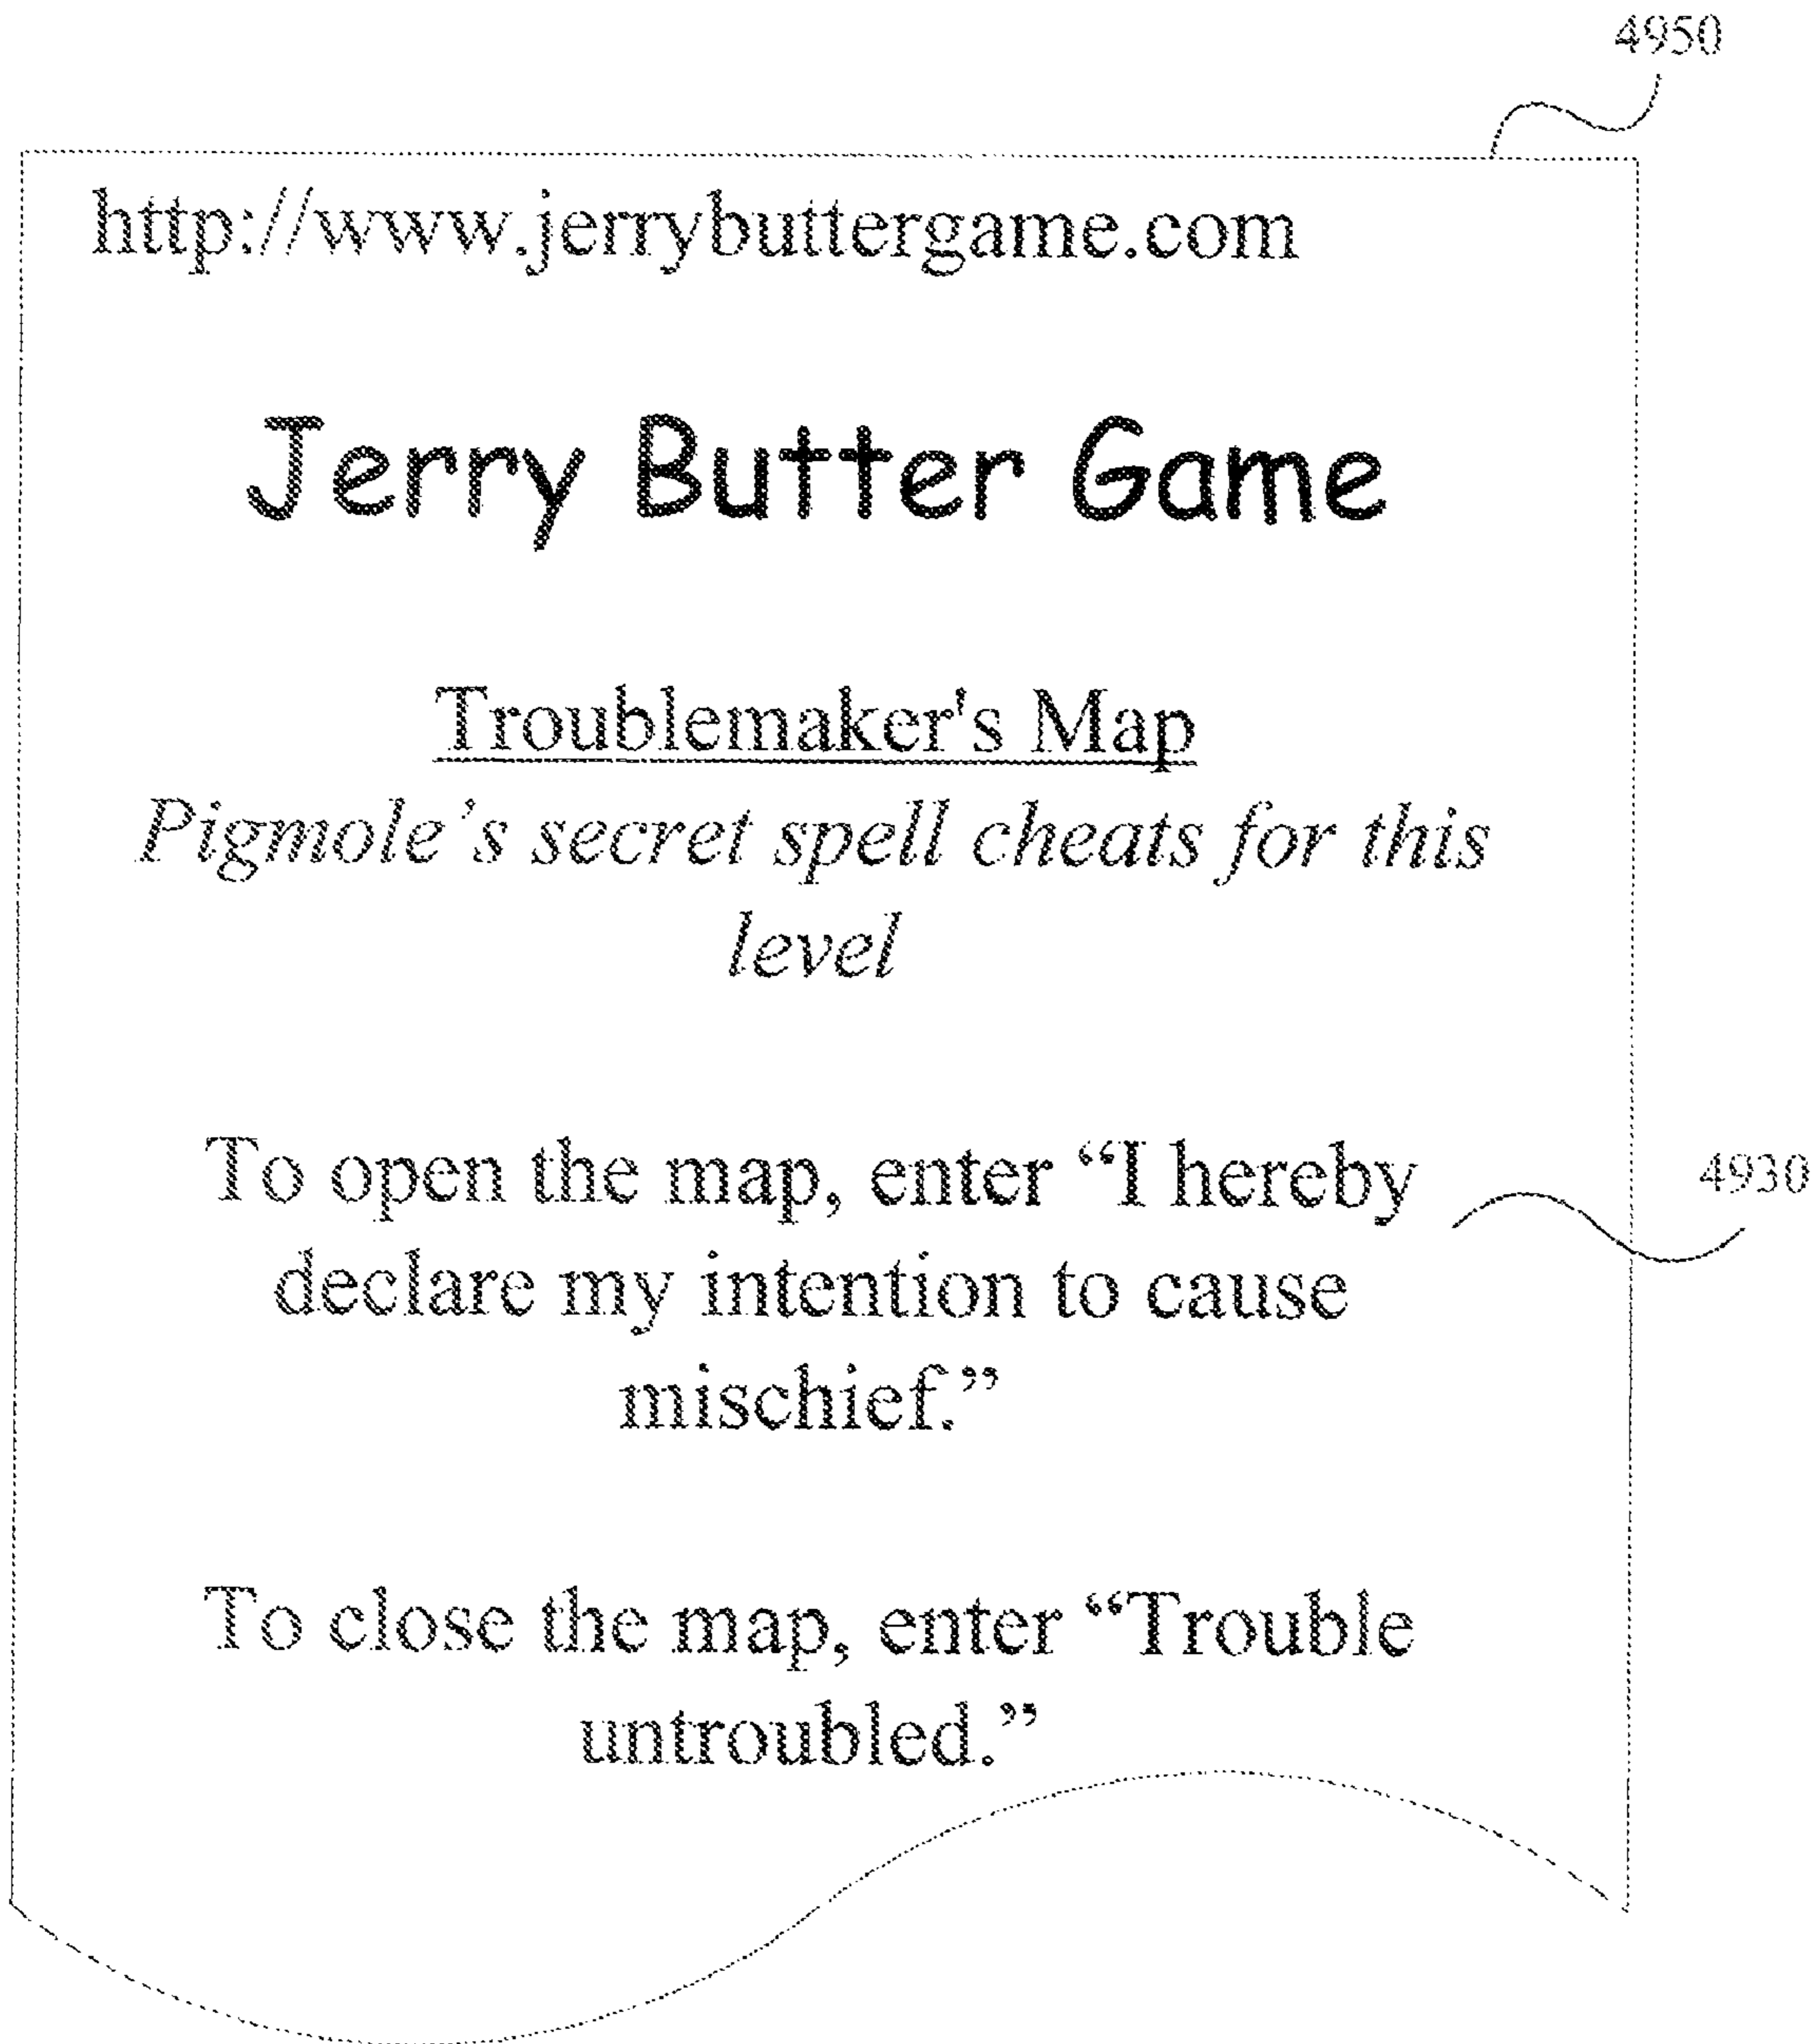 4950
http://www.jerrybuttergame.com
Jerry Butter Game
Troublemaker's Map
Pigmole's secret spell cheats for this
level
To open the map, enter “I hereby
4930
declare my intention to cause
mischief.”
To close the map, enter “Trouble
untroubled.”